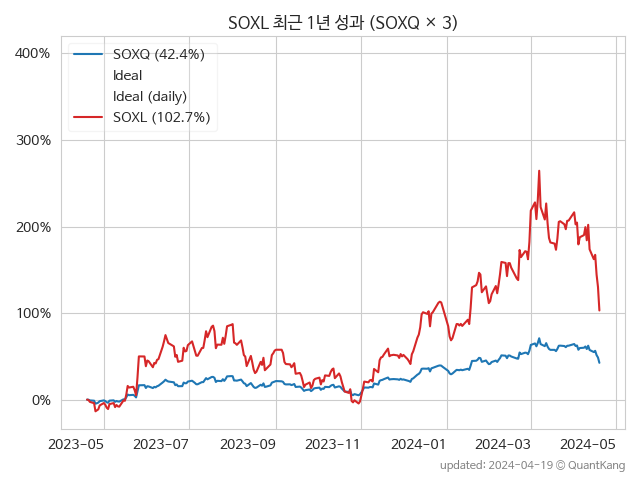 SOXL 최근 1년 성과 (SOXQ × 3)
400%
300%
200%
100%
0%
SOXQ (42.4%)
Ideal
Ideal (daily)
SOXL (102.7%)
2023-05 2023-07 2023-09 2023-11 2024-01 2024-03 2024-05
updated: 2024-04-19 © QuantKang